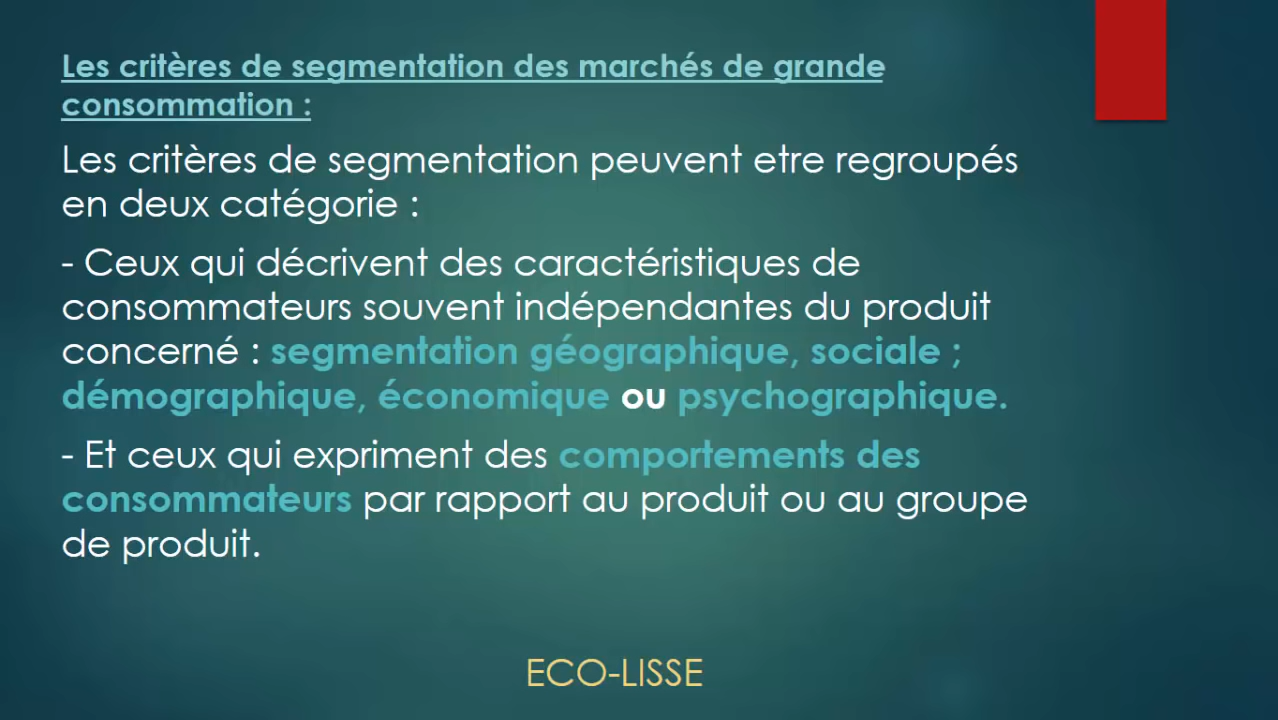 Les critères de segmentation des marchés de grande
consommation :
Les critères de segmentation peuvent etre regroupés
en deux catégorie :
- Ceux qui décrivent des caractéristiques de
consommateurs souvent indépendantes du produit
concerné : segmentation géographique, sociale ;
démographique, économique ou psychographique.
- Et ceux qui expriment des comportements des
consommateurs par rapport au produit ou au groupe
de produit.
ECO-LISSE